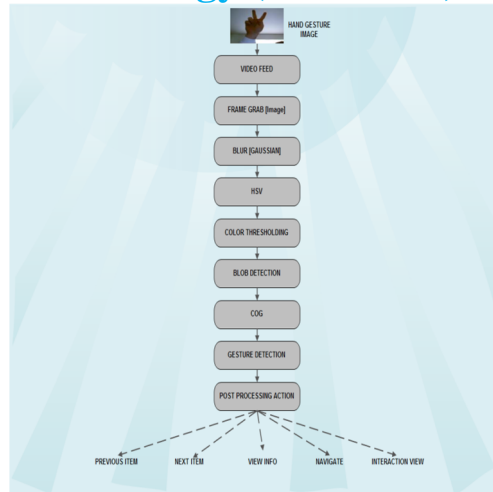 HAND GESTURE
IMAGE
VIDEO FEED
FRAME GRAB [Image]
BLUR [GAUSSIAN]
HSV
COLOR THRESHOLDING
BLOB DETECTION
COG
GESTURE DETECTION
POST PROCESSING ACTION
PREVIOUS ITEM NEXT ITEM VIEW INFO NAVIGATE INTERACTION VIEW